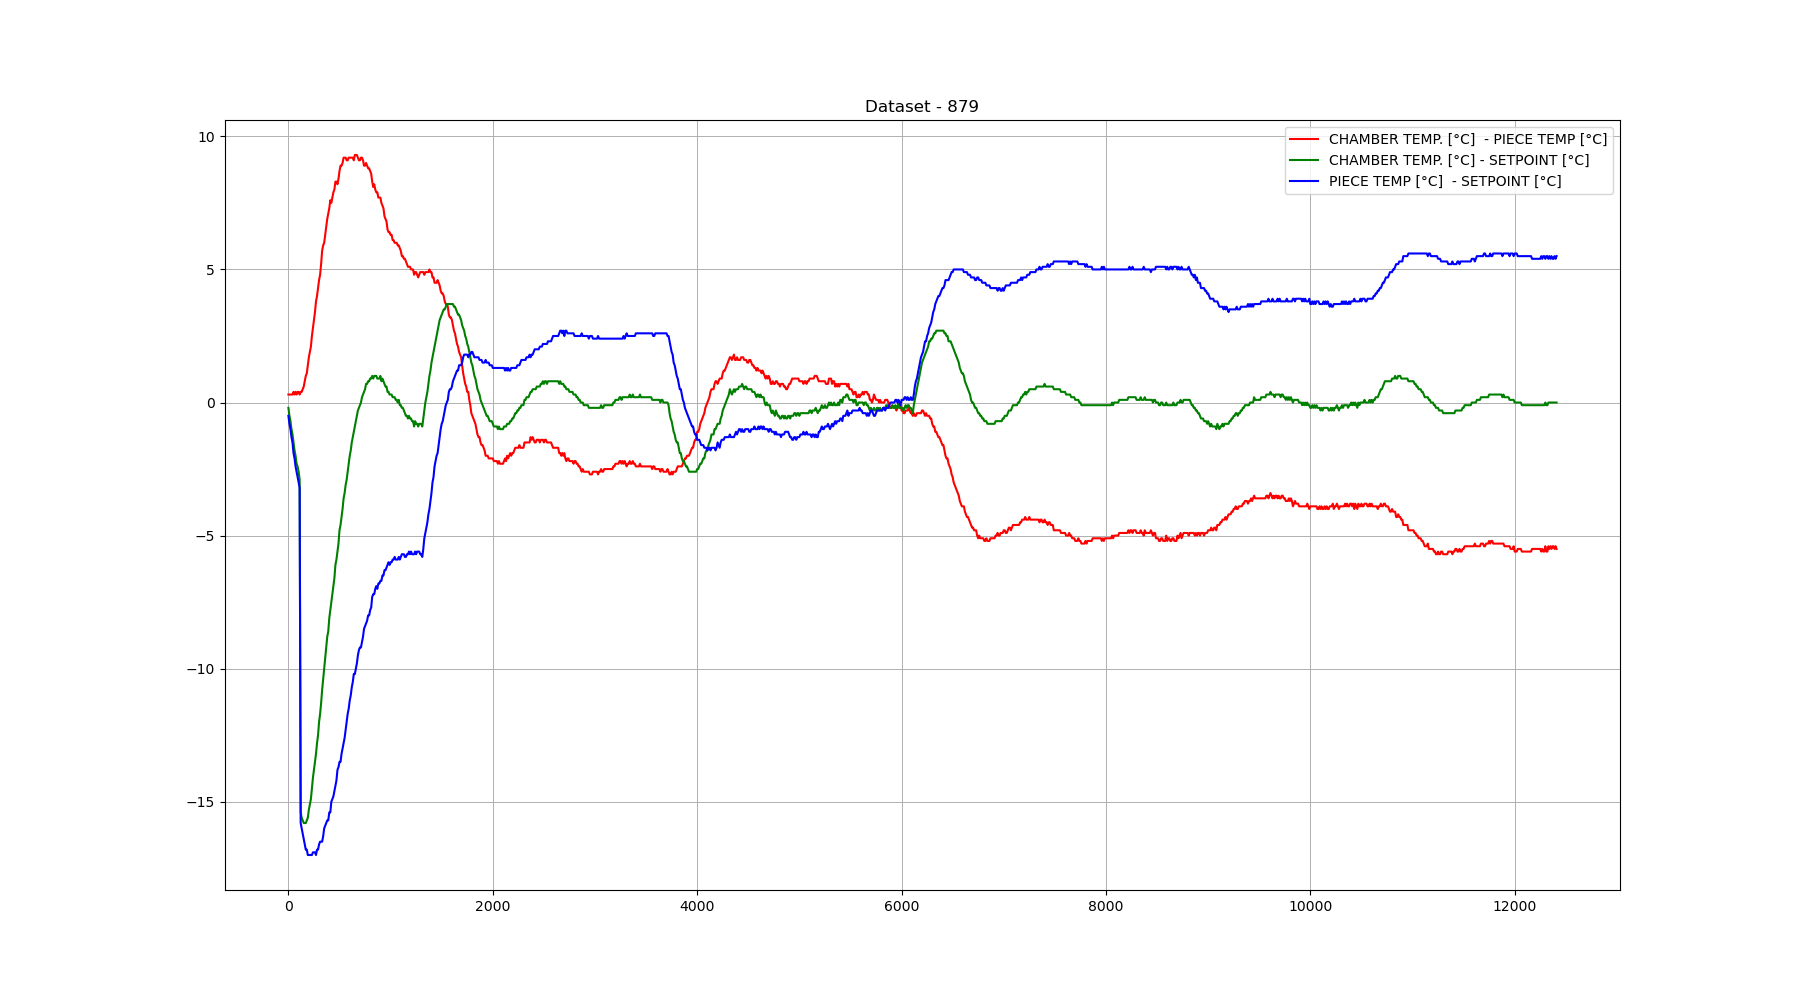 Dataset - 879
CHAMBER TEMP. [°C]  - PIECE TEMP [°C]
CHAMBER TEMP. [°C] - SETPOINT [°C]
PIECE TEMP [°C]  - SETPOINT [°C]
10
5
0
−5
−10
−15
0 2000 4000 6000 8000 10000 12000